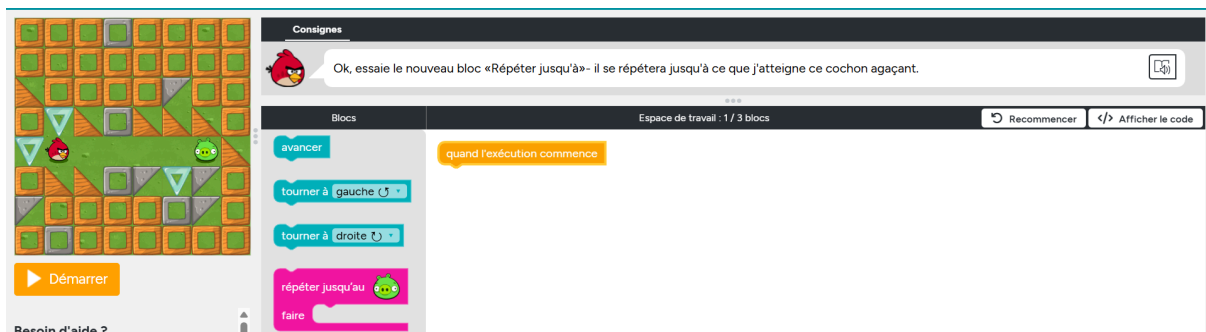 Consignes
Ok, essaie le nouveau bloc «Répéter jusqu'à»- il se répétera jusqu'à ce que j'atteigne ce cochon agaçant.
Blocs
Espace de travail : 1 / 3 blocs
Recommencer
</> Afficher le code
avancer
quand l'exécution commence
tourner à gauche ↺
tourner à droite ↻
répéter jusqu'au
faire
Démarrer
Besoin d'aide ?